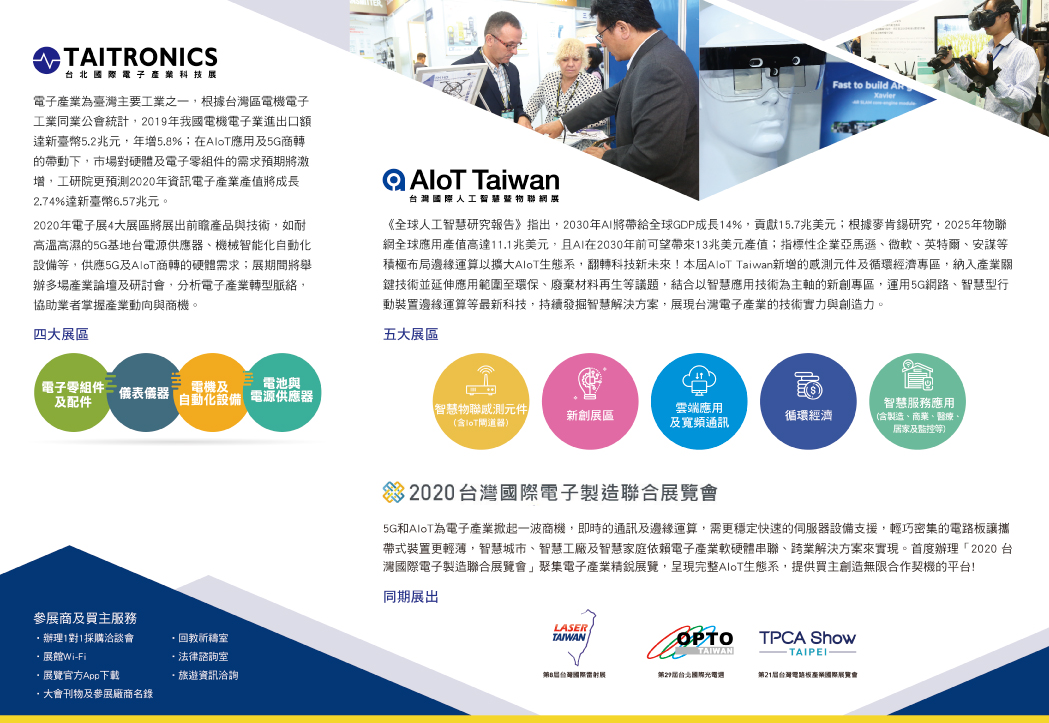 TAITRONICS
台北國際電子產業科技展
電子產業為臺灣主要工業之一，根據台灣區電機電子
工業同業公會統計，2019年我國電機電子業進出口額
達新臺幣5.2兆元，年增5.8%；在AIoT應用及5G商轉
的帶動下，市場對硬體及電子零組件的需求預期將激
增，工研院更預測2020年資訊電子產業產值將成長
2.74%達新臺幣6.57兆元。
2020年電子展4大展區將展出前瞻產品與技術，如耐
高溫高濕的5G基地台電源供應器、機械智能化自動化
設備等，供應5G及AIoT商轉的硬體需求；展期間將舉
辦多場產業論壇及研討會，分析電子產業轉型脈絡，
協助業者掌握產業動向與商機。
四大展區
電子零組件
及配件
儀表儀器
電機及
自動化設備
電池與
電源供應器
Fast to build AR
Xavier
AIoT Taiwan
台灣國際人工智慧暨物聯網展
《全球人工智慧研究報告》指出，2030年AI將帶給全球GDP成長14%，貢獻15.7兆美元；根據麥肯錫研究，2025年物聯
網全球應用產值高達11.1兆美元，且AI在2030年前可望帶來13兆美元產值；指標性企業亞馬遜、微軟、英特爾、安謀等
積極布局邊緣運算以擴大AIoT生態系，翻轉科技新未來！本屆AIoT Taiwan新增的感測元件及循環經濟專區，納入產業關
鍵技術並延伸應用範圍至環保、廢棄材料再生等議題，結合以智慧應用技術為主軸的新創專區，運用5G網路、智慧型行
動裝置邊緣運算等最新科技，持續發掘智慧解決方案，展現台灣電子產業的技術實力與創造力。
五大展區
智慧物聯感測元件
(含IoT閘道器)
新創展區
雲端應用
及寬頻通訊
循環經濟
智慧服務應用
(含製造、商業、醫療、
居家及監控等)
2020台灣國際電子製造聯合展覽會
5G和AIoT為電子產業掀起一波商機，即時的通訊及邊緣運算，需更穩定快速的伺服器設備支援，輕巧密集的電路板讓攜
帶式裝置更輕薄，智慧城市、智慧工廠及智慧家庭依賴電子產業軟硬體串聯、跨業解決方案來實現。首度辦理「2020 台
灣國際電子製造聯合展覽會」聚集電子產業精銳展覽，呈現完整AIoT生態系，提供買主創造無限合作契機的平台!
同期展出
LASER
TAIWAN
第8屆台灣國際雷射展
OPTO
TAIWAN
第29屆台北國際光電週
TPCA Show
TAIPEI
第21屆台灣電路板產業國際展覽會
參展商及買主服務
・辦理1對1採購洽談會
・展館Wi-Fi
・展覽官方App下載
・大會刊物及參展廠商名錄
・回教祈禱室
・法律諮詢室
・旅遊資訊洽詢